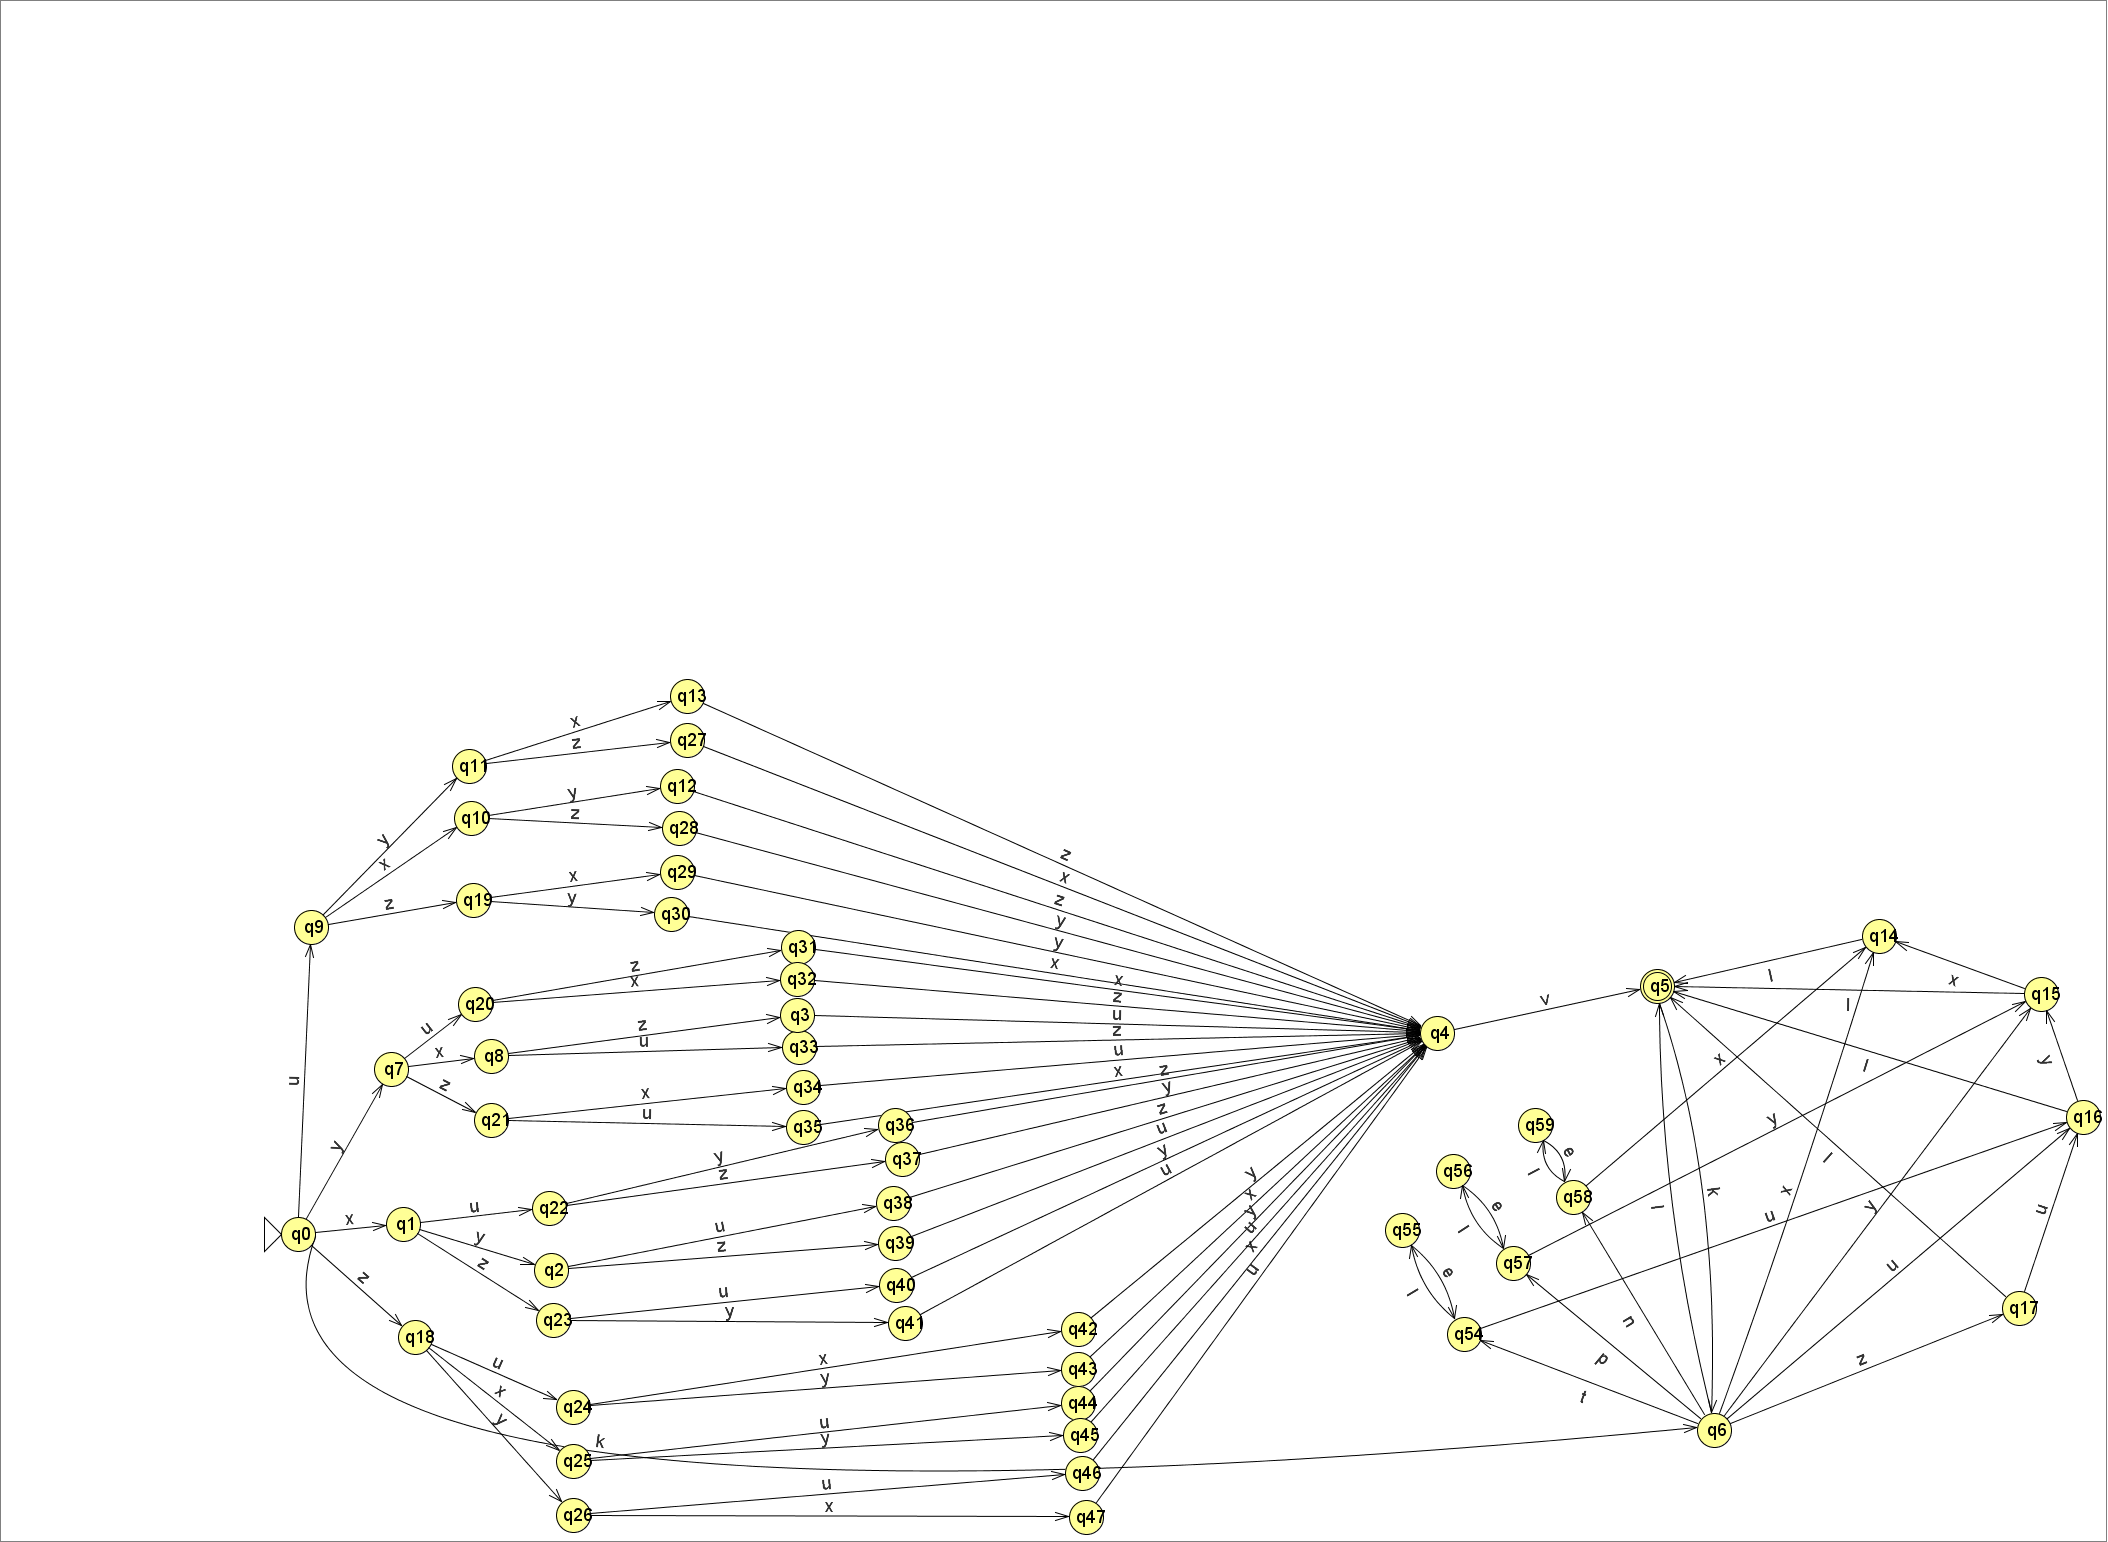 q13
x
q27
z
q11
q12
y
q10
z
q28
y
z
x
x
q29
z
q19
x
y
y
z
q30
y
q9
x
q14
q31
z
q20
x
q32
x
z
l
x
q5
q15
v
u
q3
z
u
u
q33
z
q4
x
q8
u
y
q7
z
x
q34
u
x
z
x
l
l
u
q21
u
q35
q36
y
q16
q59
z
y
y
e
y
y
q37
z
u
q56
l
l
q58
y
u
y
x
z
q22
q38
e
k
x
l
y
u
x
q1
u
y
u
q55
l
u
q0
y
z
q39
u
x
q57
u
z
q2
u
e
z
q23
u
q40
l
n
q17
y
q41
q54
q42
q18
x
p
z
u
q43
y
t
x
q24
q44
y
u
q6
k
y
q45
q25
q46
u
x
q26
q47